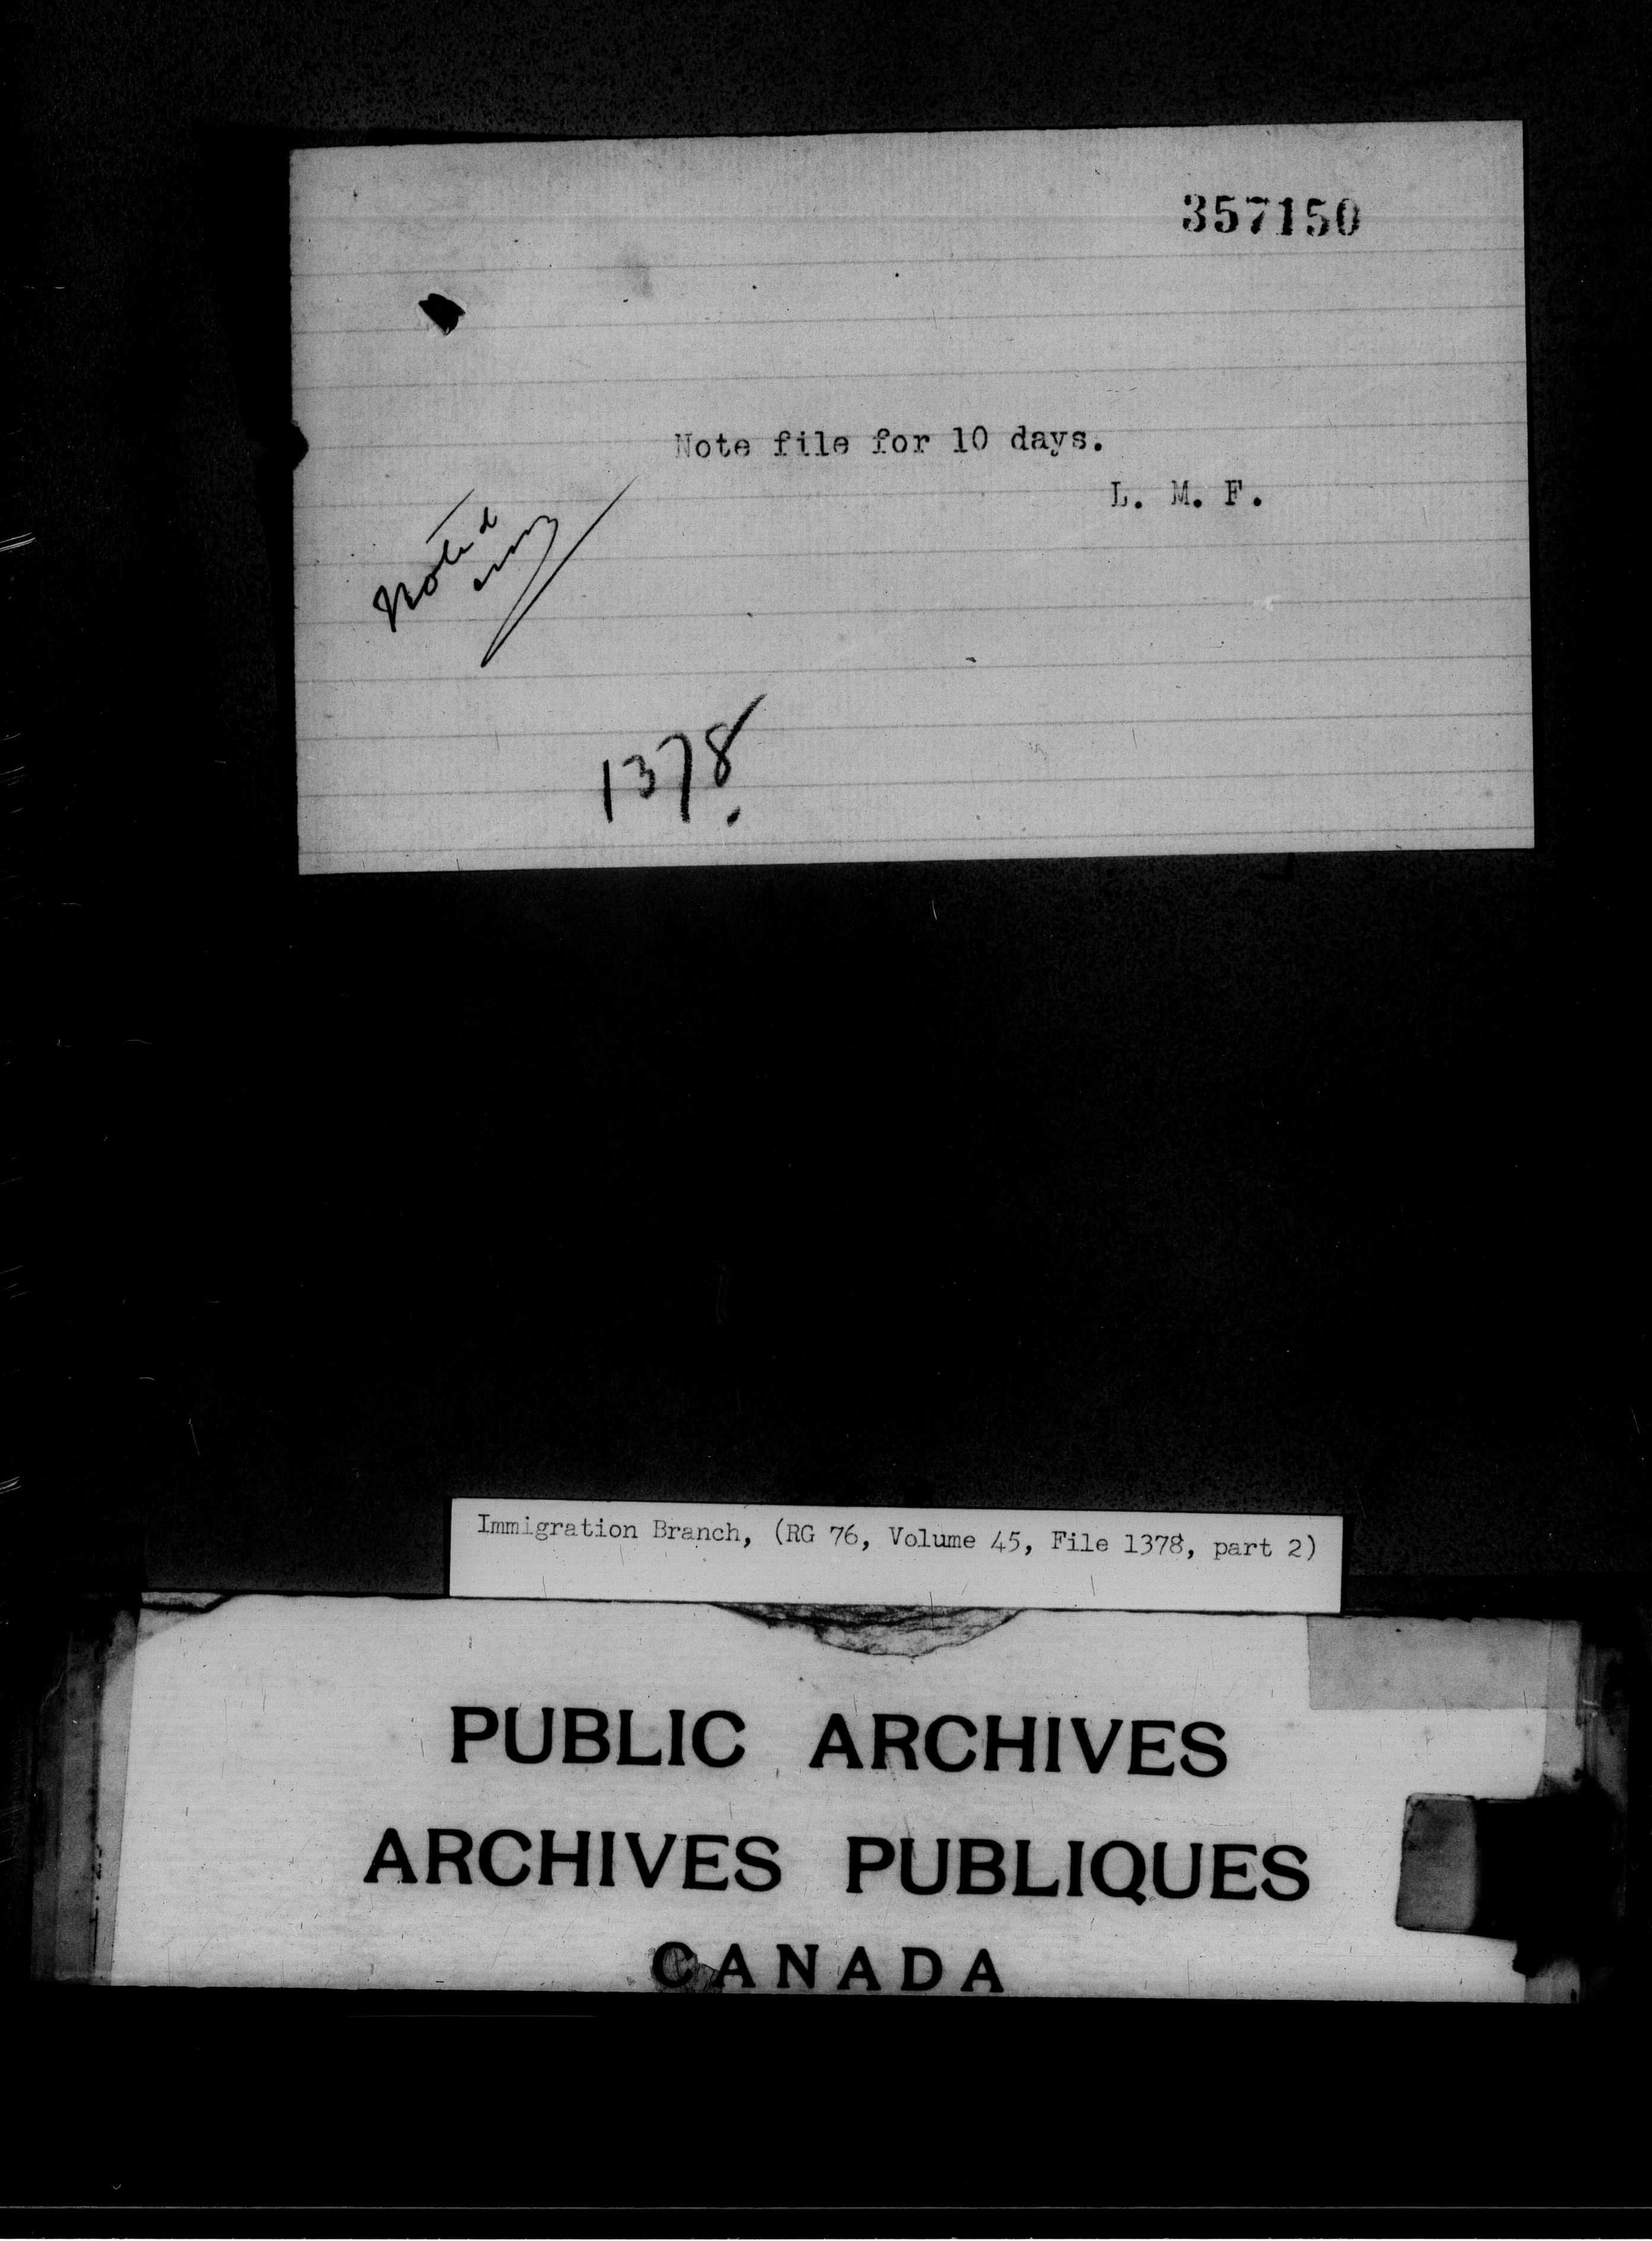 357150
Note file for 10 days.
L. M. F.
Noted
1378.
Immigration Branch, (RG 76, Volume 45, File 1378, part 2)
PUBLIC ARCHIVES
ARCHIVES PUBLIQUES
CANADA